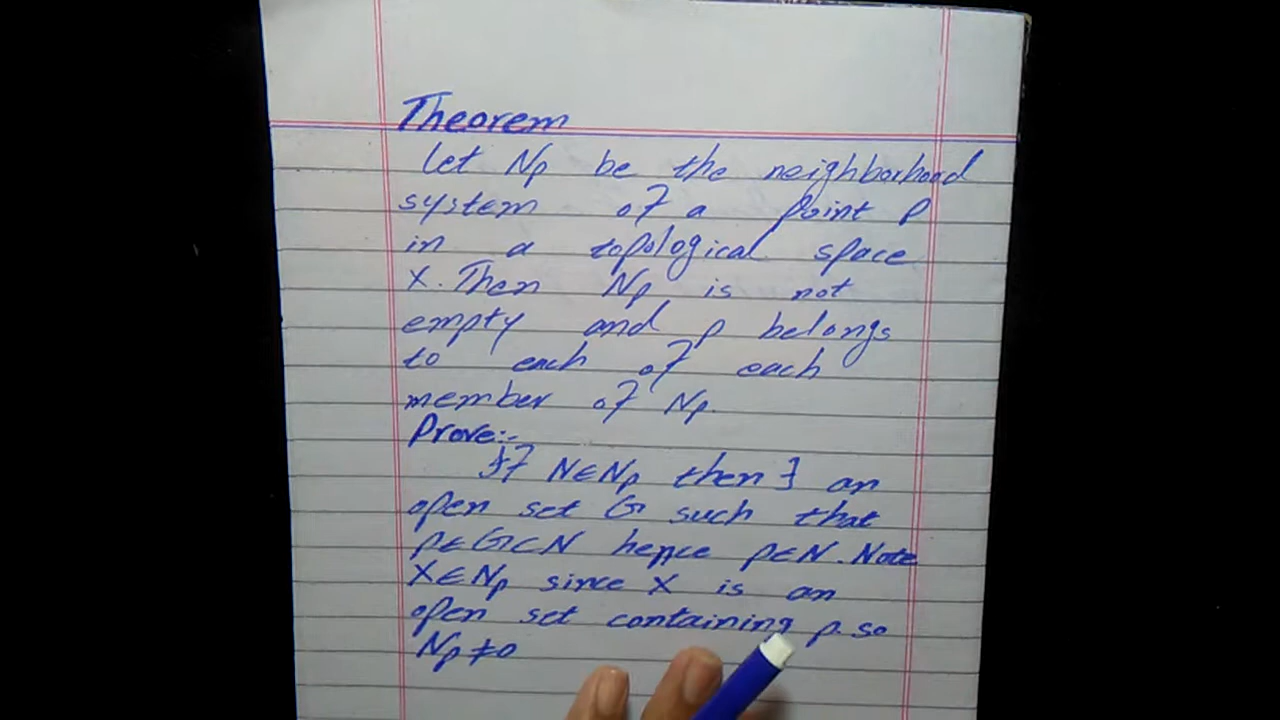 Theorem
Let Np be the neighborhood
system of a point P
in a topological space
X. Then Np is not
empty and p belongs
to each of each
member of Np.
Prove:-
If N∈Np then ∃ an
open set G such that
p∈G⊂N hence p∈N. Note
X∈Np since X is an
open set containing p. so
Np≠0